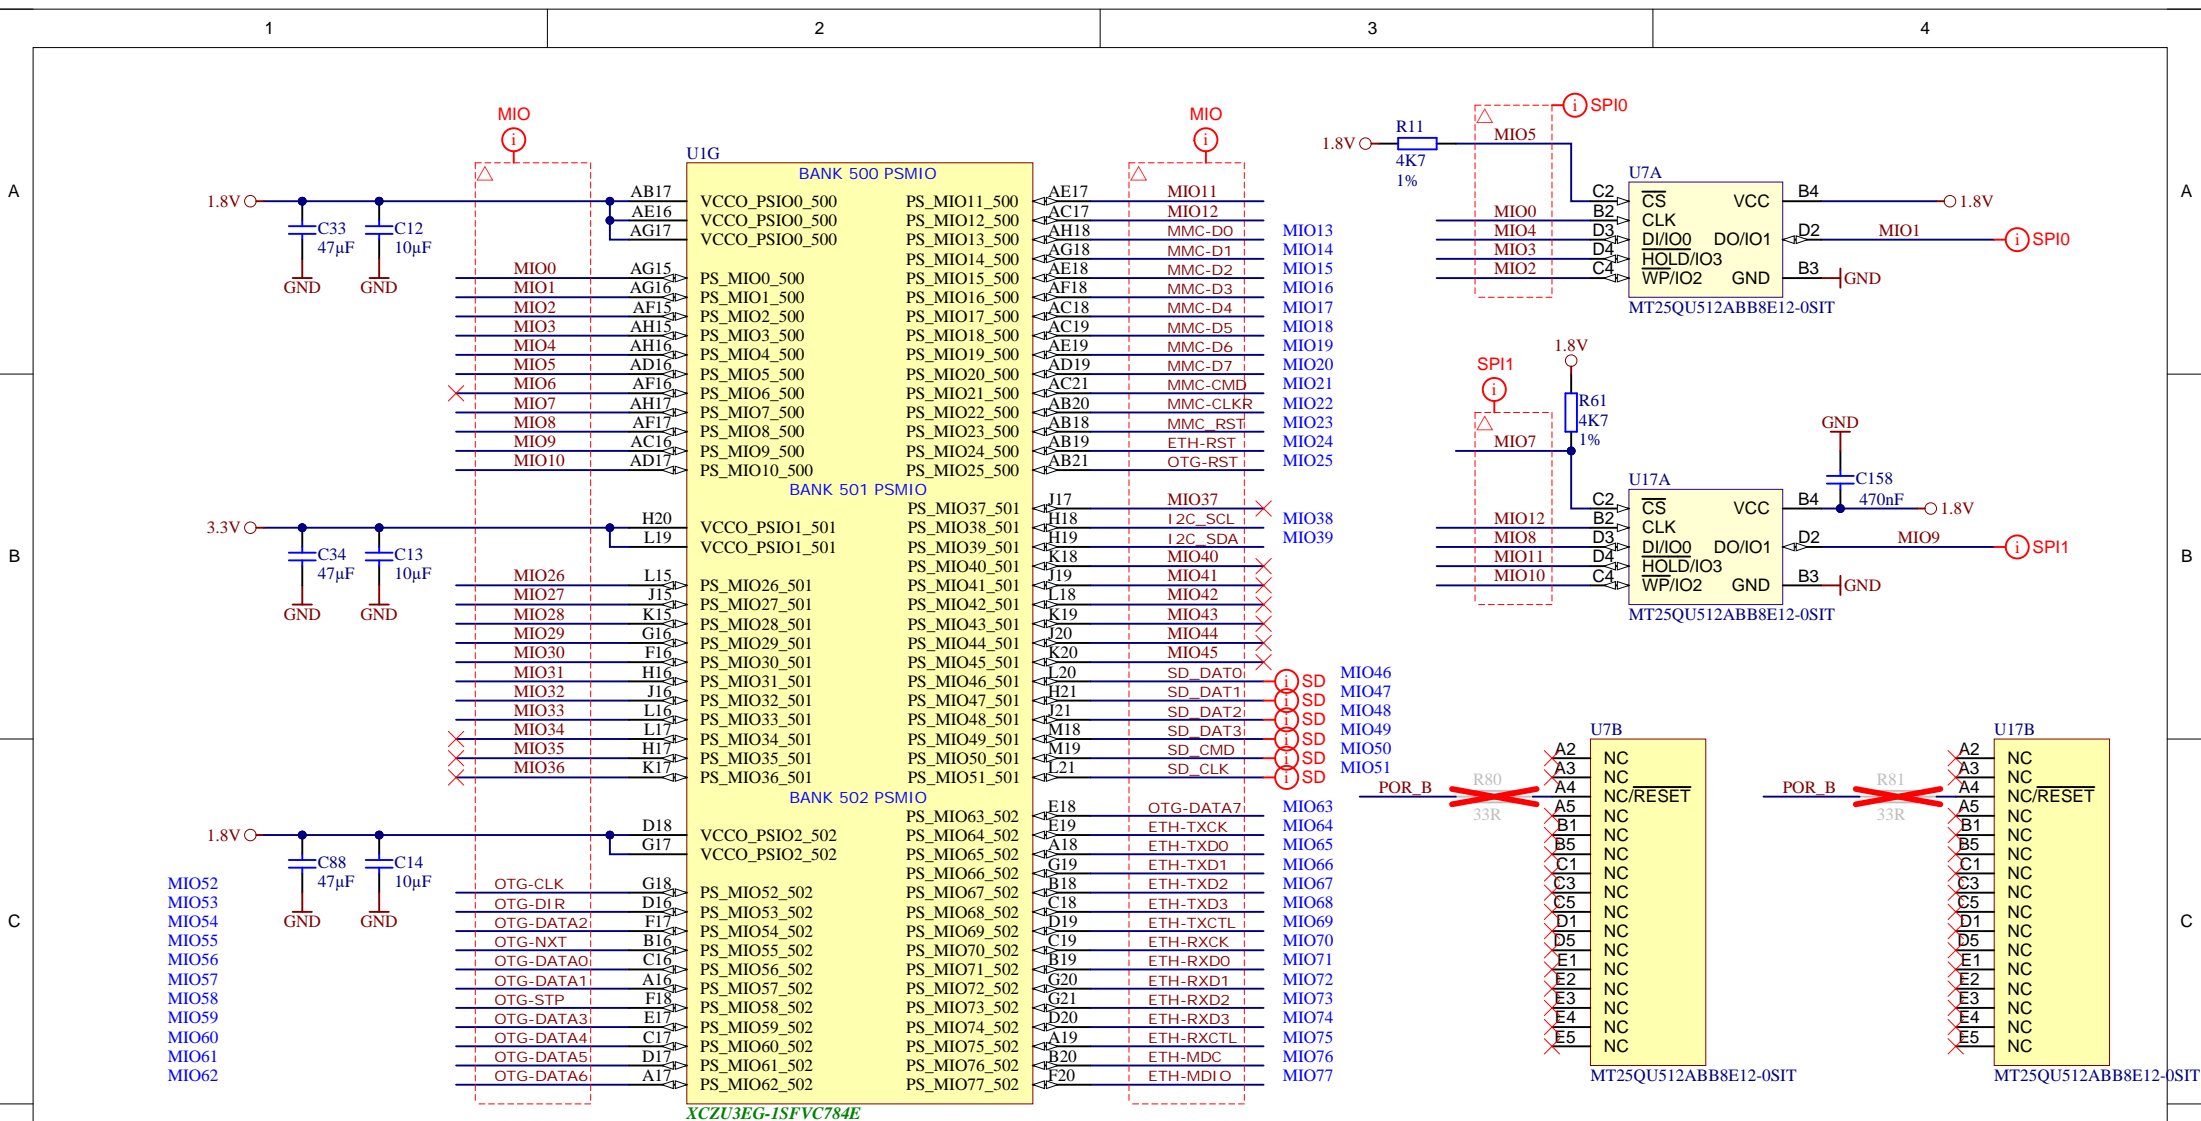 1 2 3 4
A A
B B
C C
MIO
MIO
U1G
BANK 500 PSMIO
1.8V
C33
47µF
C12
10µF
GND
GND
AB17 VCCO_PSIO0_500
AE16 VCCO_PSIO0_500
AG17 VCCO_PSIO0_500
MIO0 AG15 PS_MIO0_500
MIO1 AG16 PS_MIO1_500
MIO2 AF15 PS_MIO2_500
MIO3 AH15 PS_MIO3_500
MIO4 AH16 PS_MIO4_500
MIO5 AD16 PS_MIO5_500
MIO6 AF16 PS_MIO6_500
MIO7 AH17 PS_MIO7_500
MIO8 AF17 PS_MIO8_500
MIO9 AC16 PS_MIO9_500
MIO10 AD17 PS_MIO10_500
PS_MIO11_500 AE17 MIO11
PS_MIO12_500 AC17 MIO12
PS_MIO13_500 AH18 MMC-D0 MIO13
PS_MIO14_500 AG18 MMC-D1 MIO14
PS_MIO15_500 AE18 MMC-D2 MIO15
PS_MIO16_500 AF18 MMC-D3 MIO16
PS_MIO17_500 AC18 MMC-D4 MIO17
PS_MIO18_500 AC19 MMC-D5 MIO18
PS_MIO19_500 AE19 MMC-D6 MIO19
PS_MIO20_500 AD19 MMC-D7 MIO20
PS_MIO21_500 AC21 MMC-CMD MIO21
PS_MIO22_500 AB20 MMC-CLKR MIO22
PS_MIO23_500 AB18 MMC_RST MIO23
PS_MIO24_500 AB19 ETH-RST MIO24
PS_MIO25_500 AB21 OTG-RST MIO25
BANK 501 PSMIO
3.3V
C34
47µF
C13
10µF
GND
GND
H20 VCCO_PSIO1_501
L19 VCCO_PSIO1_501
MIO26 L15 PS_MIO26_501
MIO27 J15 PS_MIO27_501
MIO28 K15 PS_MIO28_501
MIO29 G16 PS_MIO29_501
MIO30 F16 PS_MIO30_501
MIO31 H16 PS_MIO31_501
MIO32 J16 PS_MIO32_501
MIO33 L16 PS_MIO33_501
MIO34 L17 PS_MIO34_501
MIO35 H17 PS_MIO35_501
MIO36 K17 PS_MIO36_501
PS_MIO37_501 J17 MIO37
PS_MIO38_501 H18 I2C_SCL MIO38
PS_MIO39_501 H19 I2C_SDA MIO39
PS_MIO40_501 K18 MIO40
PS_MIO41_501 J19 MIO41
PS_MIO42_501 L18 MIO42
PS_MIO43_501 K19 MIO43
PS_MIO44_501 J20 MIO44
PS_MIO45_501 K20 MIO45
PS_MIO46_501 L20 SD_DAT0 SD MIO46
PS_MIO47_501 H21 SD_DAT1 SD MIO47
PS_MIO48_501 J21 SD_DAT2 SD MIO48
PS_MIO49_501 M18 SD_DAT3 SD MIO49
PS_MIO50_501 M19 SD_CMD SD MIO50
PS_MIO51_501 L21 SD_CLK SD MIO51
BANK 502 PSMIO
1.8V
C88
47µF
C14
10µF
GND
GND
D18 VCCO_PSIO2_502
G17 VCCO_PSIO2_502
MIO52 OTG-CLK G18 PS_MIO52_502
MIO53 OTG-DIR D16 PS_MIO53_502
MIO54 OTG-DATA2 F17 PS_MIO54_502
MIO55 OTG-NXT B16 PS_MIO55_502
MIO56 OTG-DATA0 C16 PS_MIO56_502
MIO57 OTG-DATA1 A16 PS_MIO57_502
MIO58 OTG-STP F18 PS_MIO58_502
MIO59 OTG-DATA3 E17 PS_MIO59_502
MIO60 OTG-DATA4 C17 PS_MIO60_502
MIO61 OTG-DATA5 D17 PS_MIO61_502
MIO62 OTG-DATA6 A17 PS_MIO62_502
PS_MIO63_502 E18 OTG-DATA7 MIO63
PS_MIO64_502 E19 ETH-TXCK MIO64
PS_MIO65_502 A18 ETH-TXD0 MIO65
PS_MIO66_502 G19 ETH-TXD1 MIO66
PS_MIO67_502 B18 ETH-TXD2 MIO67
PS_MIO68_502 C18 ETH-TXD3 MIO68
PS_MIO69_502 D19 ETH-TXCTL MIO69
PS_MIO70_502 C19 ETH-RXCK MIO70
PS_MIO71_502 B19 ETH-RXD0 MIO71
PS_MIO72_502 G20 ETH-RXD1 MIO72
PS_MIO73_502 G21 ETH-RXD2 MIO73
PS_MIO74_502 D20 ETH-RXD3 MIO74
PS_MIO75_502 A19 ETH-RXCTL MIO75
PS_MIO76_502 B20 ETH-MDC MIO76
PS_MIO77_502 F20 ETH-MDIO MIO77
XCZU3EG-1SFVC784E
SPI0
1.8V
R11
4K7
1%
MIO5
U7A
C2 CS VCC B4 1.8V
MIO0 B2 CLK
MIO4 D3 DI/IO0 DO/IO1 D2 MIO1 SPI0
MIO3 D4 HOLD/IO3
MIO2 C4 WP/IO2 GND B3 GND
MT25QU512ABB8E12-0SIT
1.8V
SPI1
R61
4K7
1%
MIO7
GND
C158
470nF
U17A
C2 CS VCC B4 1.8V
MIO12 B2 CLK
MIO8 D3 DI/IO0 DO/IO1 D2 MIO9 SPI1
MIO11 D4 HOLD/IO3
MIO10 C4 WP/IO2 GND B3 GND
MT25QU512ABB8E12-0SIT
U7B
A2 NC
A3 NC
POR_B R80 33R A4 NC/RESET
A5 NC
B1 NC
B5 NC
C1 NC
C3 NC
C5 NC
D1 NC
D5 NC
E1 NC
E2 NC
E3 NC
E4 NC
E5 NC
MT25QU512ABB8E12-0SIT
U17B
A2 NC
A3 NC
POR_B R81 33R A4 NC/RESET
A5 NC
B1 NC
B5 NC
C1 NC
C3 NC
C5 NC
D1 NC
D5 NC
E1 NC
E2 NC
E3 NC
E4 NC
E5 NC
MT25QU512ABB8E12-0SIT